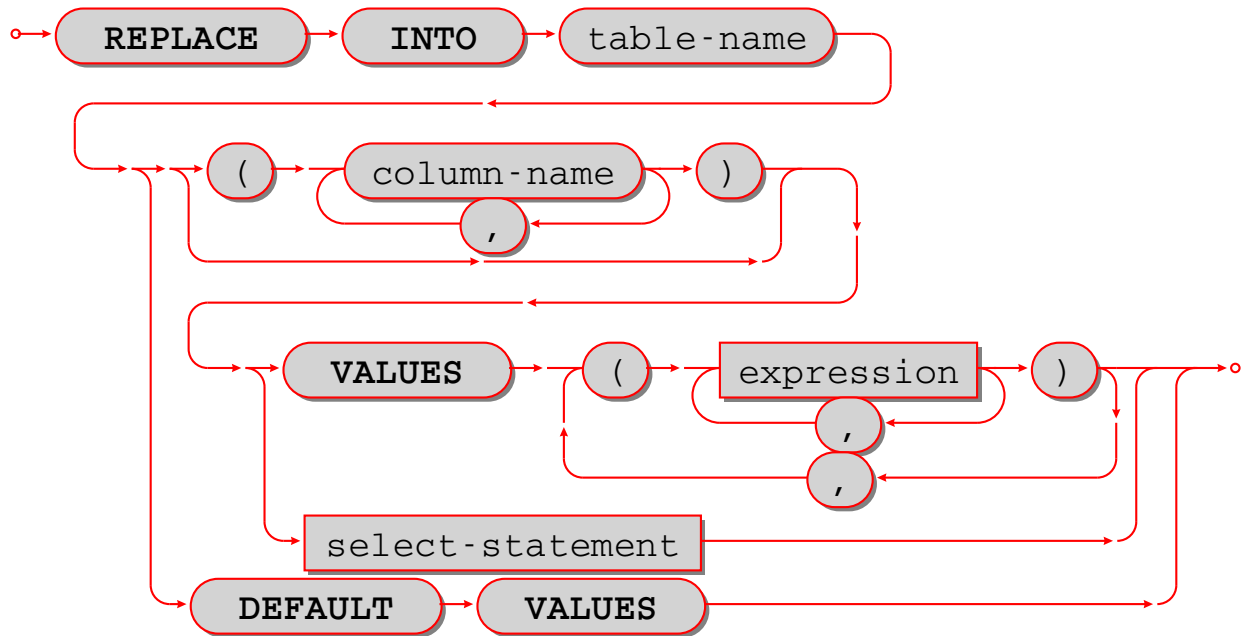 REPLACE INTO table-name
( column-name )
,
VALUES ( expression )
,
,
select-statement
DEFAULT VALUES